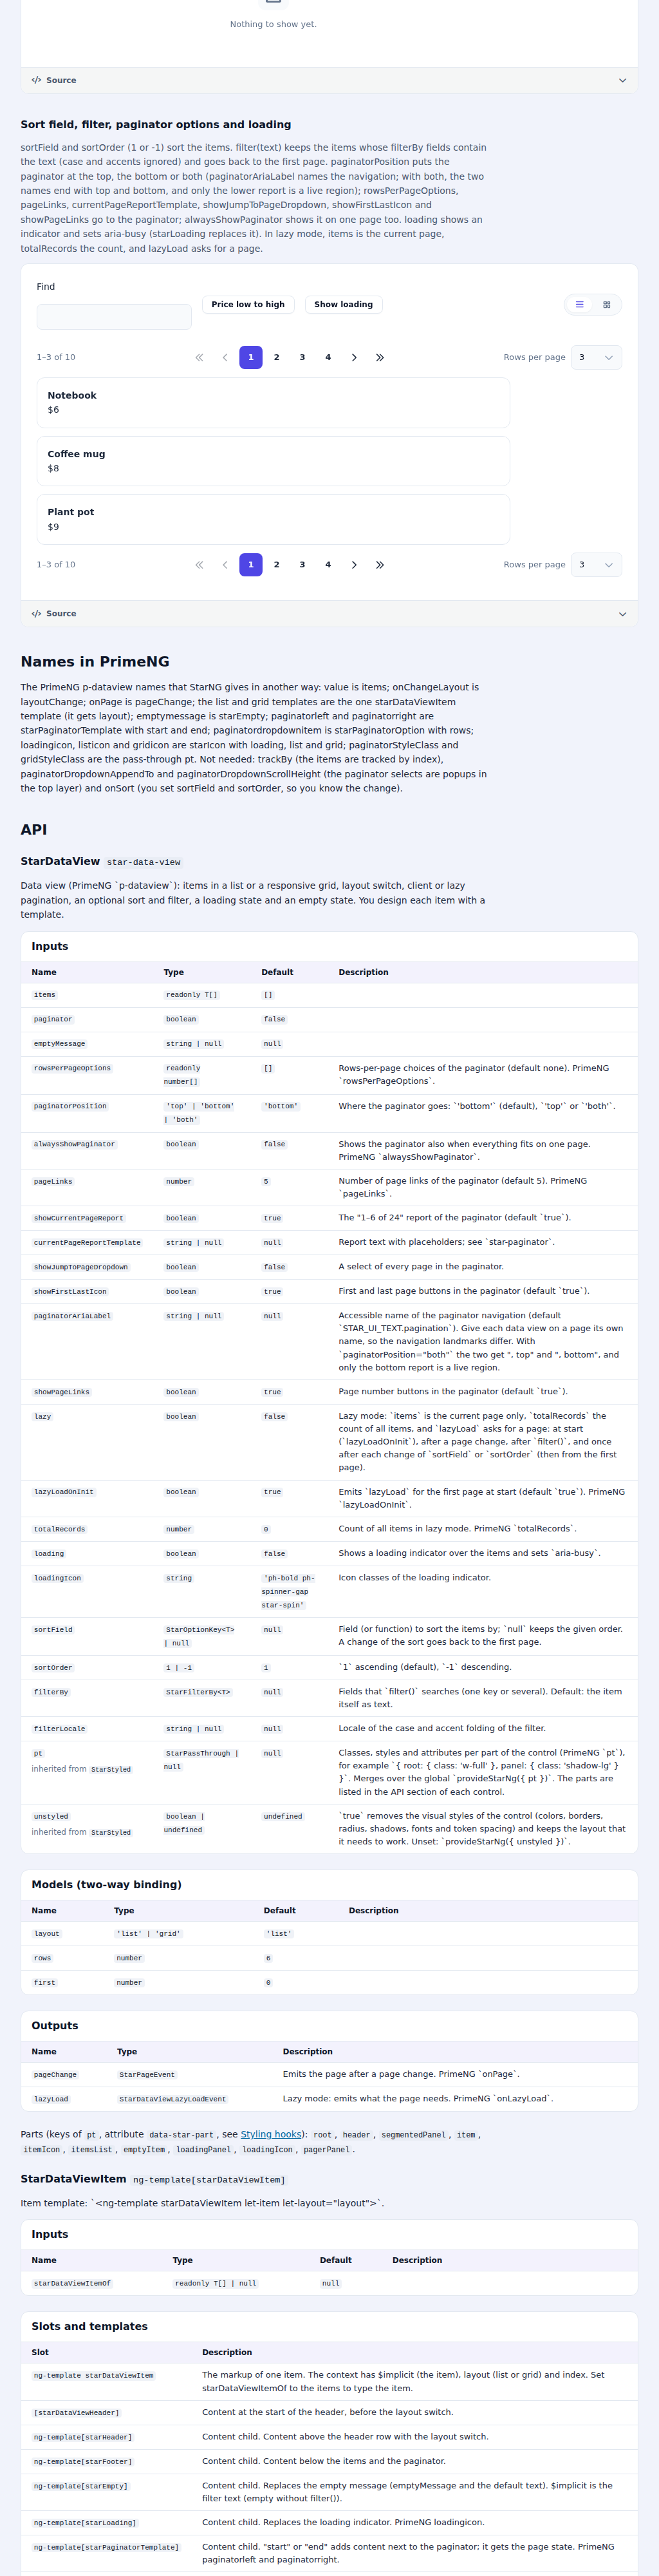 Nothing to show yet.
</> Source
Sort field, filter, paginator options and loading
sortField and sortOrder (1 or -1) sort the items. filter(text) keeps the items whose filterBy fields contain
the text (case and accents ignored) and goes back to the first page. paginatorPosition puts the
paginator at the top, the bottom or both (paginatorAriaLabel names the navigation; with both, the two
names end with top and bottom, and only the lower report is a live region); rowsPerPageOptions,
pageLinks, currentPageReportTemplate, showJumpToPageDropdown, showFirstLastIcon and
showPageLinks go to the paginator; alwaysShowPaginator shows it on one page too. loading shows an
indicator and sets aria-busy (starLoading replaces it). In lazy mode, items is the current page,
totalRecords the count, and lazyLoad asks for a page.
Find
Price low to high Show loading
1–3 of 10 1 2 3 4 Rows per page 3
Notebook
$6
Coffee mug
$8
Plant pot
$9
1–3 of 10 1 2 3 4 Rows per page 3
</> Source
Names in PrimeNG
The PrimeNG p-dataview names that StarNG gives in another way: value is items; onChangeLayout is
layoutChange; onPage is pageChange; the list and grid templates are the one starDataViewItem
template (it gets layout); emptymessage is starEmpty; paginatorleft and paginatorright are
starPaginatorTemplate with start and end; paginatordropdownitem is starPaginatorOption with rows;
loadingicon, listicon and gridicon are starIcon with loading, list and grid; paginatorStyleClass and
gridStyleClass are the pass-through pt. Not needed: trackBy (the items are tracked by index),
paginatorDropdownAppendTo and paginatorDropdownScrollHeight (the paginator selects are popups in
the top layer) and onSort (you set sortField and sortOrder, so you know the change).
API
StarDataView star-data-view
Data view (PrimeNG `p-dataview`): items in a list or a responsive grid, layout switch, client or lazy
pagination, an optional sort and filter, a loading state and an empty state. You design each item with a
template.
Inputs
Name Type Default Description
items readonly T[] []
paginator boolean false
emptyMessage string | null null
rowsPerPageOptions readonly [] Rows-per-page choices of the paginator (default none). PrimeNG
number[] `rowsPerPageOptions`.
paginatorPosition 'top' | 'bottom' 'bottom' Where the paginator goes: `'bottom'` (default), `'top'` or `'both'`.
| 'both'
alwaysShowPaginator boolean false Shows the paginator also when everything fits on one page.
PrimeNG `alwaysShowPaginator`.
pageLinks number 5 Number of page links of the paginator (default 5). PrimeNG
`pageLinks`.
showCurrentPageReport boolean true The "1–6 of 24" report of the paginator (default `true`).
currentPageReportTemplate string | null null Report text with placeholders; see `star-paginator`.
showJumpToPageDropdown boolean false A select of every page in the paginator.
showFirstLastIcon boolean true First and last page buttons in the paginator (default `true`).
paginatorAriaLabel string | null null Accessible name of the paginator navigation (default
`STAR_UI_TEXT.pagination`). Give each data view on a page its own
name, so the navigation landmarks differ. With
`paginatorPosition="both"` the two get ", top" and ", bottom", and
only the bottom report is a live region.
showPageLinks boolean true Page number buttons in the paginator (default `true`).
lazy boolean false Lazy mode: `items` is the current page only, `totalRecords` the
count of all items, and `lazyLoad` asks for a page: at start
(`lazyLoadOnInit`), after a page change, after `filter()`, and once
after each change of `sortField` or `sortOrder` (then from the first
page).
lazyLoadOnInit boolean true Emits `lazyLoad` for the first page at start (default `true`). PrimeNG
`lazyLoadOnInit`.
totalRecords number 0 Count of all items in lazy mode. PrimeNG `totalRecords`.
loading boolean false Shows a loading indicator over the items and sets `aria-busy`.
loadingIcon string 'ph-bold ph- Icon classes of the loading indicator.
spinner-gap
star-spin'
sortField StarOptionKey<T> null Field (or function) to sort the items by; `null` keeps the given order.
| null A change of the sort goes back to the first page.
sortOrder 1 | -1 1 `1` ascending (default), `-1` descending.
filterBy StarFilterBy<T> null Fields that `filter()` searches (one key or several). Default: the item
itself as text.
filterLocale string | null null Locale of the case and accent folding of the filter.
pt StarPassThrough | null Classes, styles and attributes per part of the control (PrimeNG `pt`),
inherited from StarStyled null for example `{ root: { class: 'w-full' }, panel: { class: 'shadow-lg' }
}`. Merges over the global `provideStarNg({ pt })`. The parts are
listed in the API section of each control.
unstyled boolean | undefined `true` removes the visual styles of the control (colors, borders,
inherited from StarStyled undefined radius, shadows, fonts and token spacing) and keeps the layout that
it needs to work. Unset: `provideStarNg({ unstyled })`.
Models (two-way binding)
Name Type Default Description
layout 'list' | 'grid' 'list'
rows number 6
first number 0
Outputs
Name Type Description
pageChange StarPageEvent Emits the page after a page change. PrimeNG `onPage`.
lazyLoad StarDataViewLazyLoadEvent Lazy mode: emits what the page needs. PrimeNG `onLazyLoad`.
Parts (keys of pt, attribute data-star-part, see Styling hooks): root, header, segmentedPanel, item,
itemIcon, itemsList, emptyItem, loadingPanel, loadingIcon, pagerPanel.
StarDataViewItem ng-template[starDataViewItem]
Item template: `<ng-template starDataViewItem let-item let-layout="layout">`.
Inputs
Name Type Default Description
starDataViewItemOf readonly T[] | null null
Slots and templates
Slot Description
ng-template starDataViewItem The markup of one item. The context has $implicit (the item), layout (list or grid) and index. Set
starDataViewItemOf to the items to type the item.
[starDataViewHeader] Content at the start of the header, before the layout switch.
ng-template[starHeader] Content child. Content above the header row with the layout switch.
ng-template[starFooter] Content child. Content below the items and the paginator.
ng-template[starEmpty] Content child. Replaces the empty message (emptyMessage and the default text). $implicit is the
filter text (empty without filter()).
ng-template[starLoading] Content child. Replaces the loading indicator. PrimeNG loadingicon.
ng-template[starPaginatorTemplate] Content child. "start" or "end" adds content next to the paginator; it gets the page state. PrimeNG
paginatorleft and paginatorright.